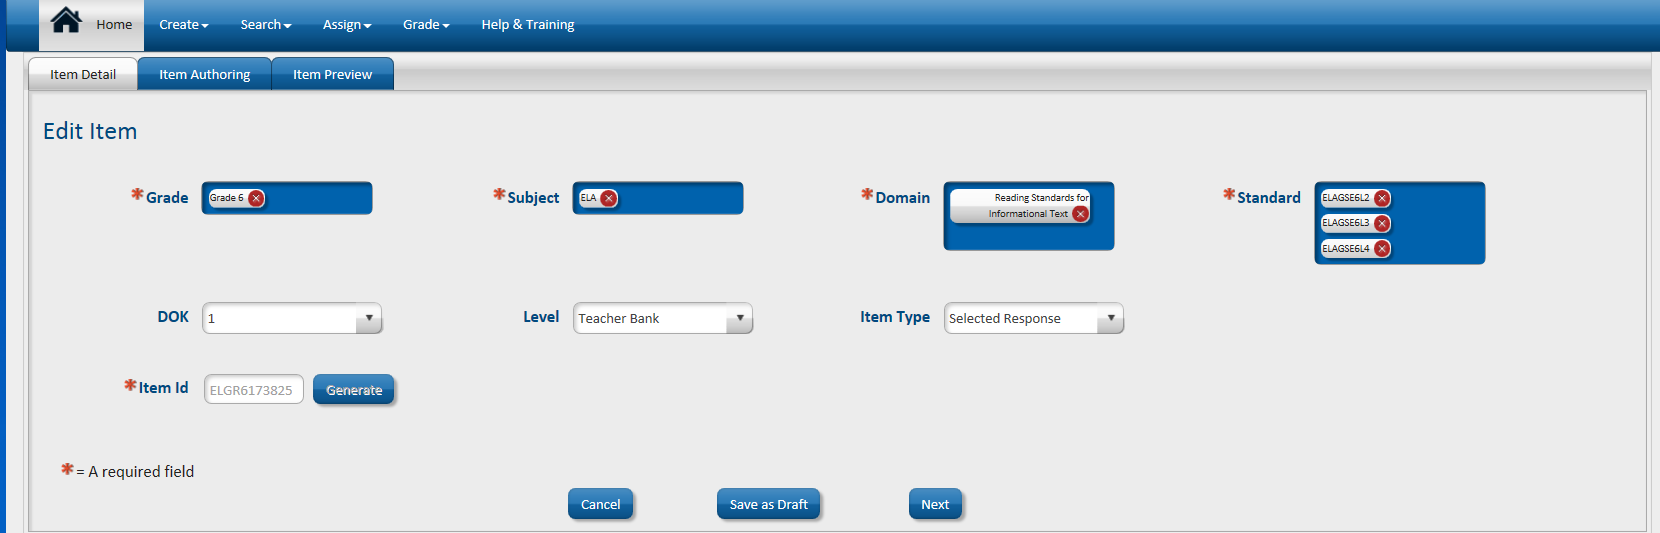 Home Create Search Assign Grade Help & Training
Item Detail Item Authoring Item Preview
Edit Item
*Grade Grade 6 *Subject ELA *Domain Reading Standards for Informational Text *Standard ELAGSE6L2 ELAGSE6L3 ELAGSE6L4
DOK 1 Level Teacher Bank Item Type Selected Response
*Item Id ELGR6173825 Generate
*= A required field
Cancel Save as Draft Next